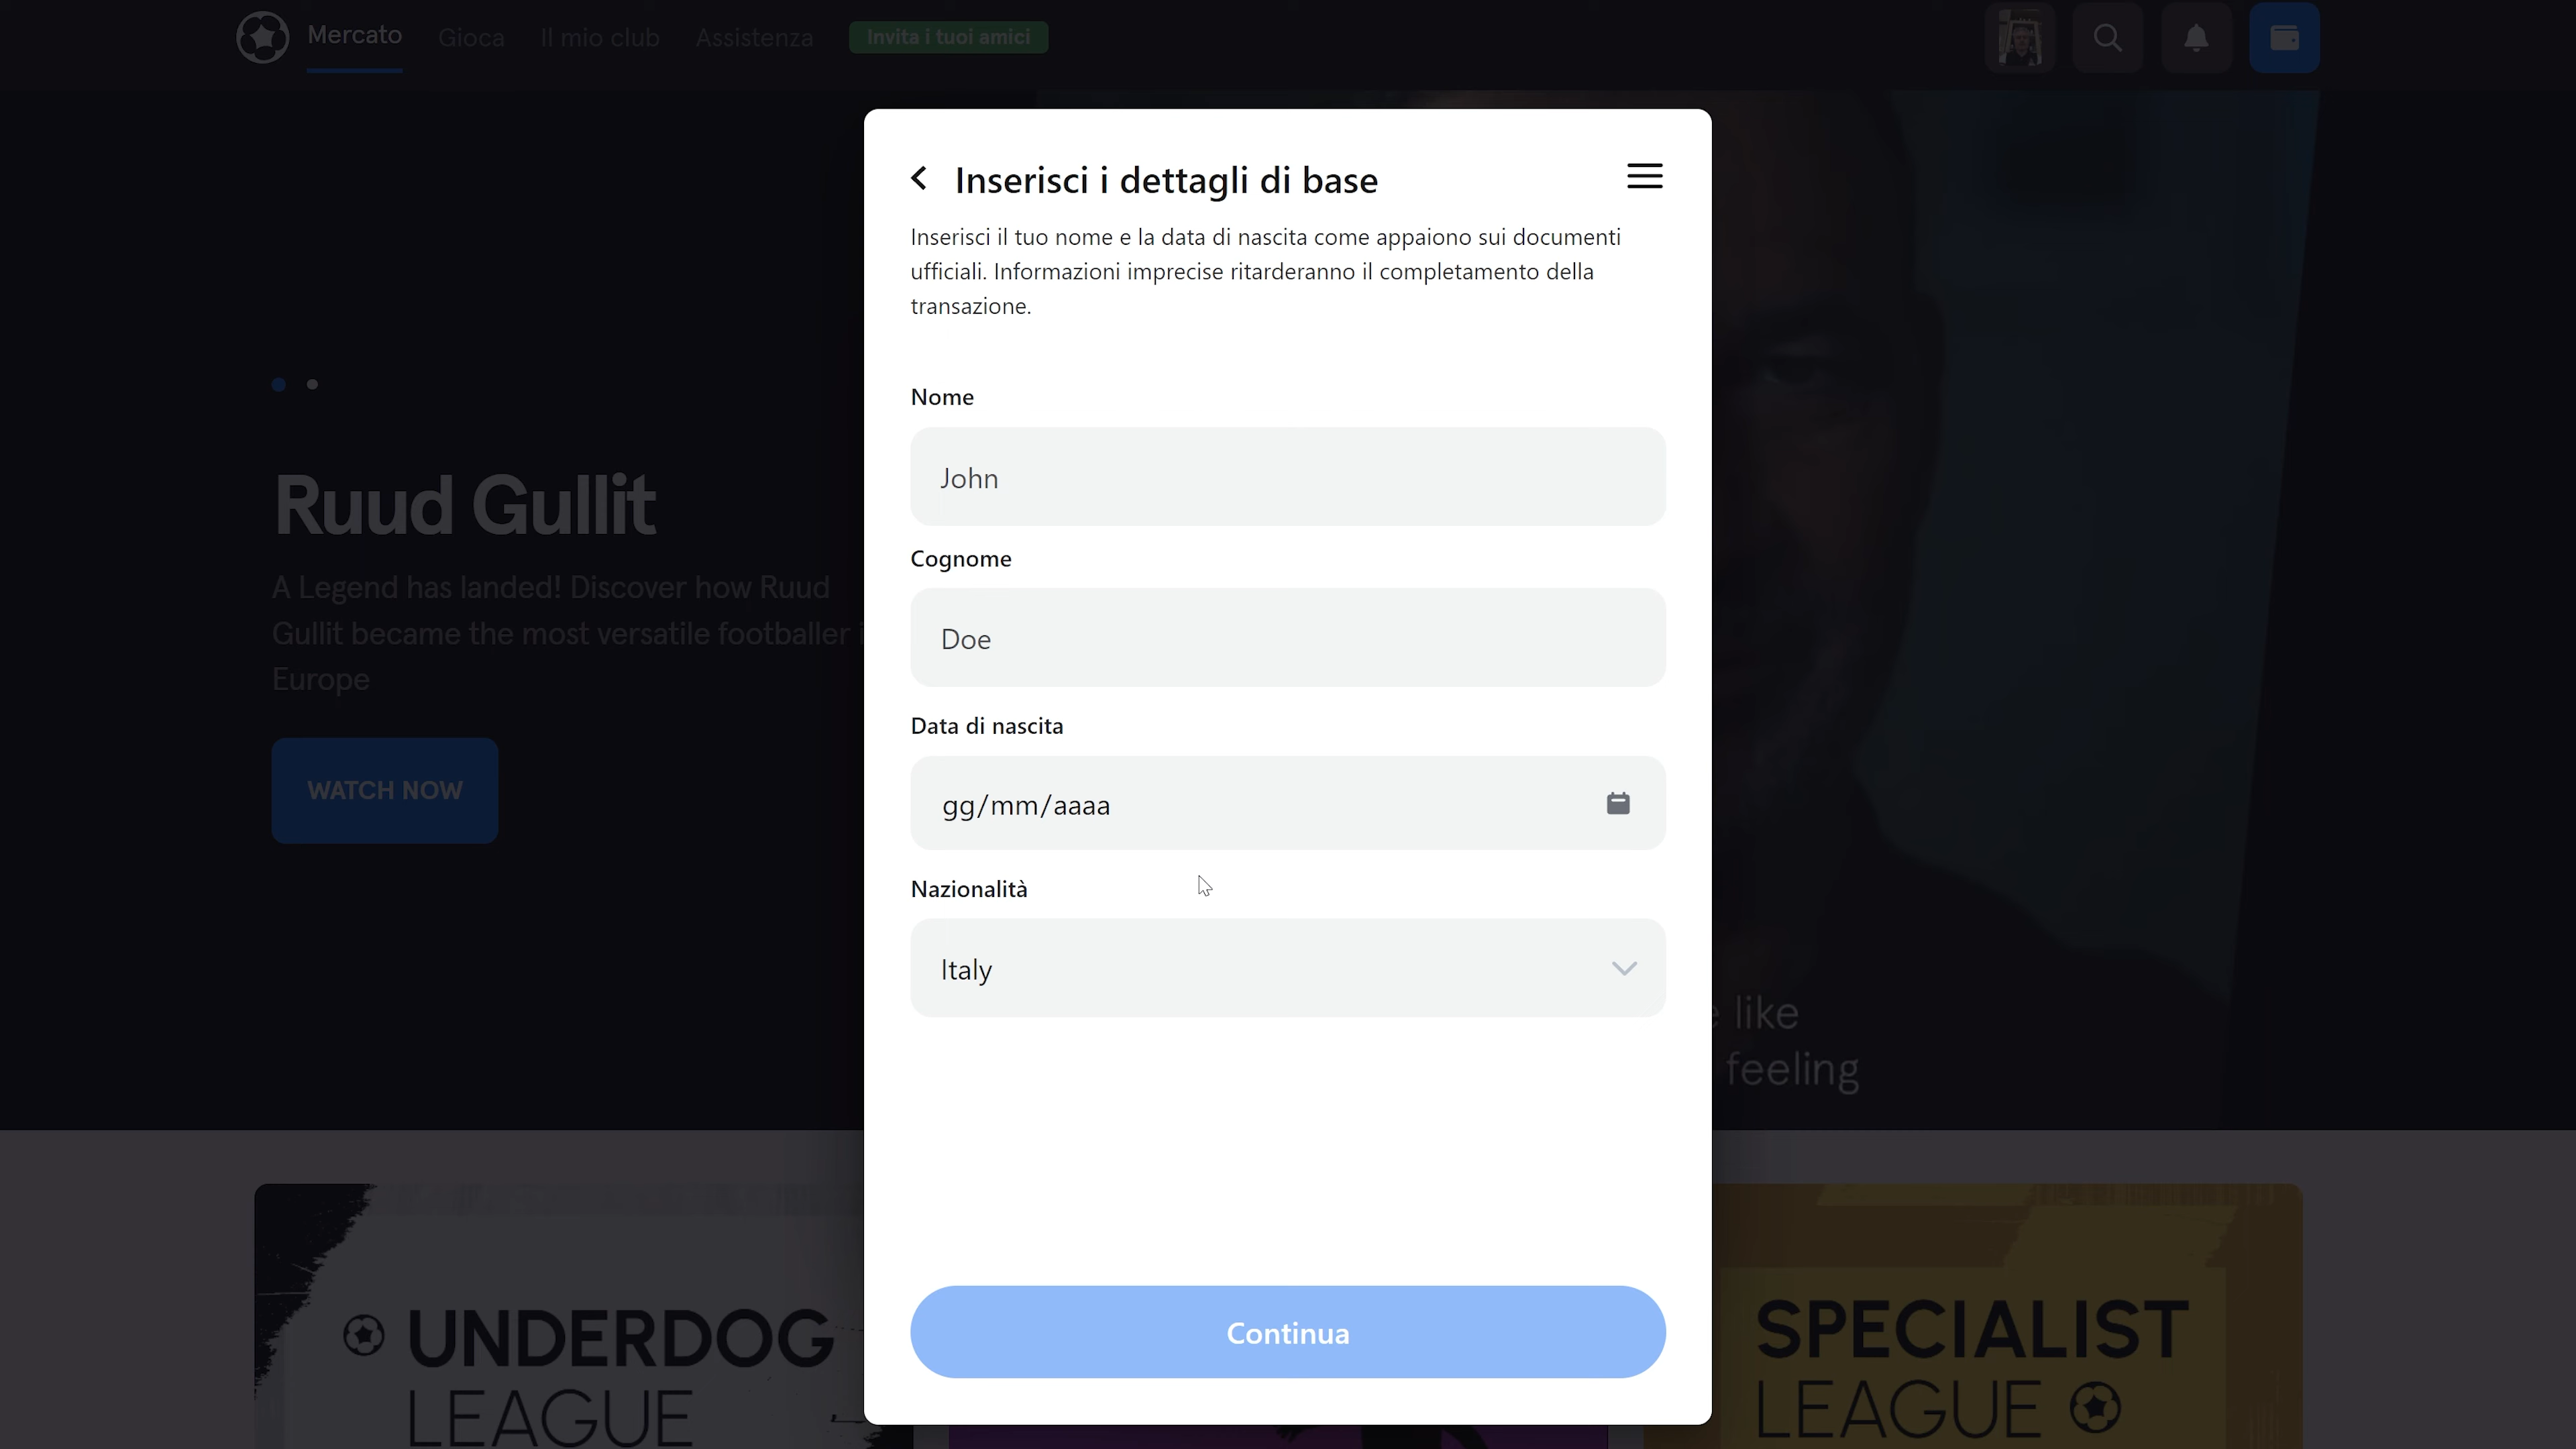 Mercato
Gioca
Il mio club
Assistenza
Invita i tuoi amici
Ruud Gullit
A Legend has landed! Discover how Ruud
Gullit became the most versatile footballer
Europe
WATCH NOW
Inserisci i dettagli di base
Inserisci il tuo nome e la data di nascita come appaiono sui documenti
ufficiali. Informazioni imprecise ritarderanno il completamento della
transazione.
Nome
John
Cognome
Doe
Data di nascita
gg/mm/aaaa
Nazionalità
Italy
Continua
like
feeling
UNDERDOG
LEAGUE
SPECIALIST
LEAGUE